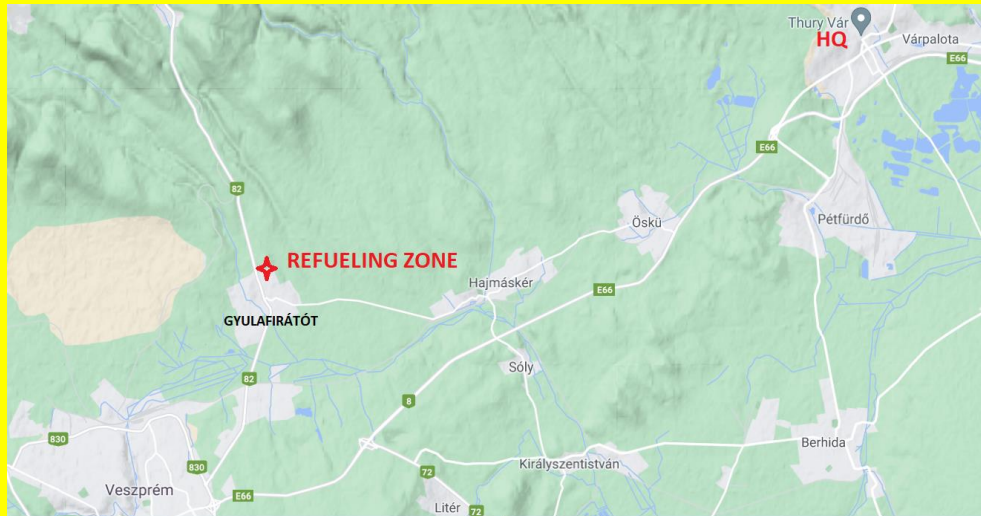 Thury Vár
HQ
Várpalota
E66
E66
82
Öskü
Pétfürdő
REFUELING ZONE
Hajmáskér
E66
GYULAFIRÁTÓT
Sóly
82
8
830
Berhida
830
Királyszentistván
72
Veszprém
E66
Litér
72